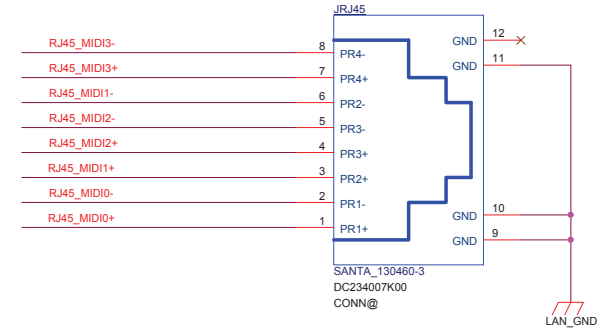 JRJ45
RJ45_MIDI3- 8 PR4- GND 12
RJ45_MIDI3+ 7 PR4+ GND 11
RJ45_MIDI1- 6 PR2-
RJ45_MIDI2- 5 PR3-
RJ45_MIDI2+ 4 PR3+
RJ45_MIDI1+ 3 PR2+
RJ45_MIDI0- 2 PR1- GND 10
RJ45_MIDI0+ 1 PR1+ GND 9
SANTA_130460-3
DC234007K00
CONN@
LAN_GND